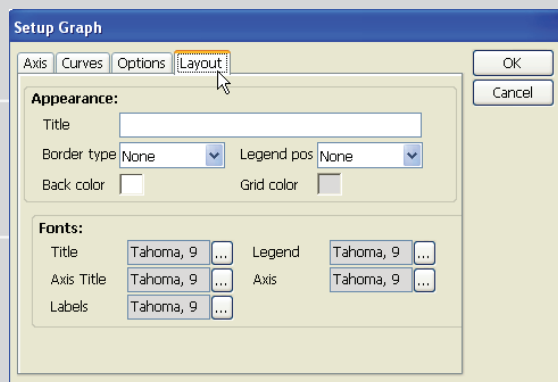 Setup Graph
Axis Curves Options Layout OK
Cancel
Appearance:
Title
Border type None Legend pos None
Back color Grid color
Fonts:
Title Tahoma, 9 ... Legend Tahoma, 9 ...
Axis Title Tahoma, 9 ... Axis Tahoma, 9 ...
Labels Tahoma, 9 ...